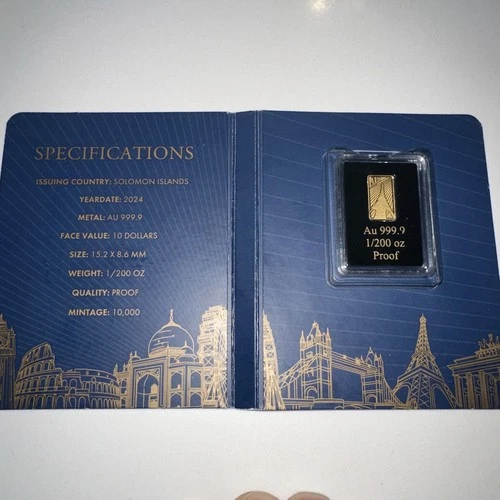 SPECIFICATIONS
ISSUING COUNTRY: SOLOMON ISLANDS
YEARDATE: 2024
METAL: AU 999.9
FACE VALUE: 10 DOLLARS
SIZE: 15.2 X 8.6 MM
WEIGHT: 1/200 OZ
QUALITY: PROOF
MINTAGE: 10,000
Au 999.9
1/200 oz
Proof